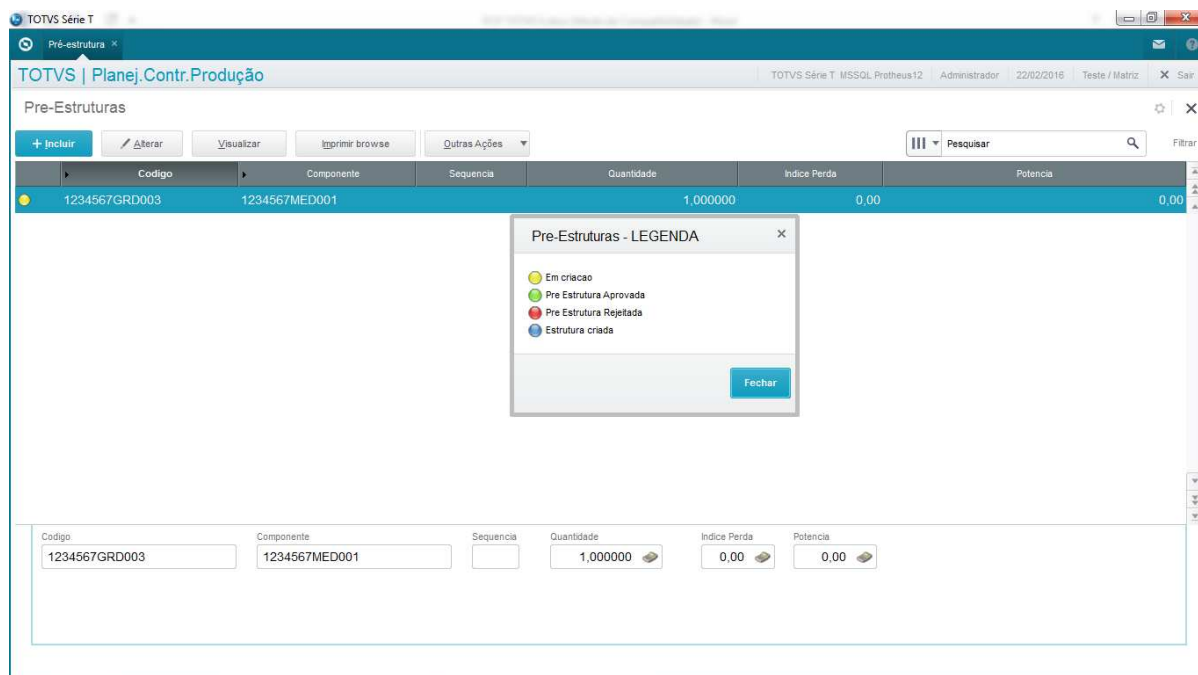 TOTVS Série T
Pré-estrutura ×
TOTVS | Planej.Contr.Produção
TOTVS Série T MSSQL Protheus12 Administrador 22/02/2016 Teste / Matriz X Sair
Pre-Estruturas
+ Incluir Alterar Visualizar Imprimir browse Outras Ações Pesquisar Filtrar
Codigo Componente Sequencia Quantidade Indice Perda Potencia
1234567GRD003 1234567MED001 1,000000 0,00 0,00
Pre-Estruturas - LEGENDA ×
Em criacao
Pre Estrutura Aprovada
Pre Estrutura Rejeitada
Estrutura criada
Fechar
Codigo Componente Sequencia Quantidade Indice Perda Potencia
1234567GRD003 1234567MED001 1,000000 0,00 0,00